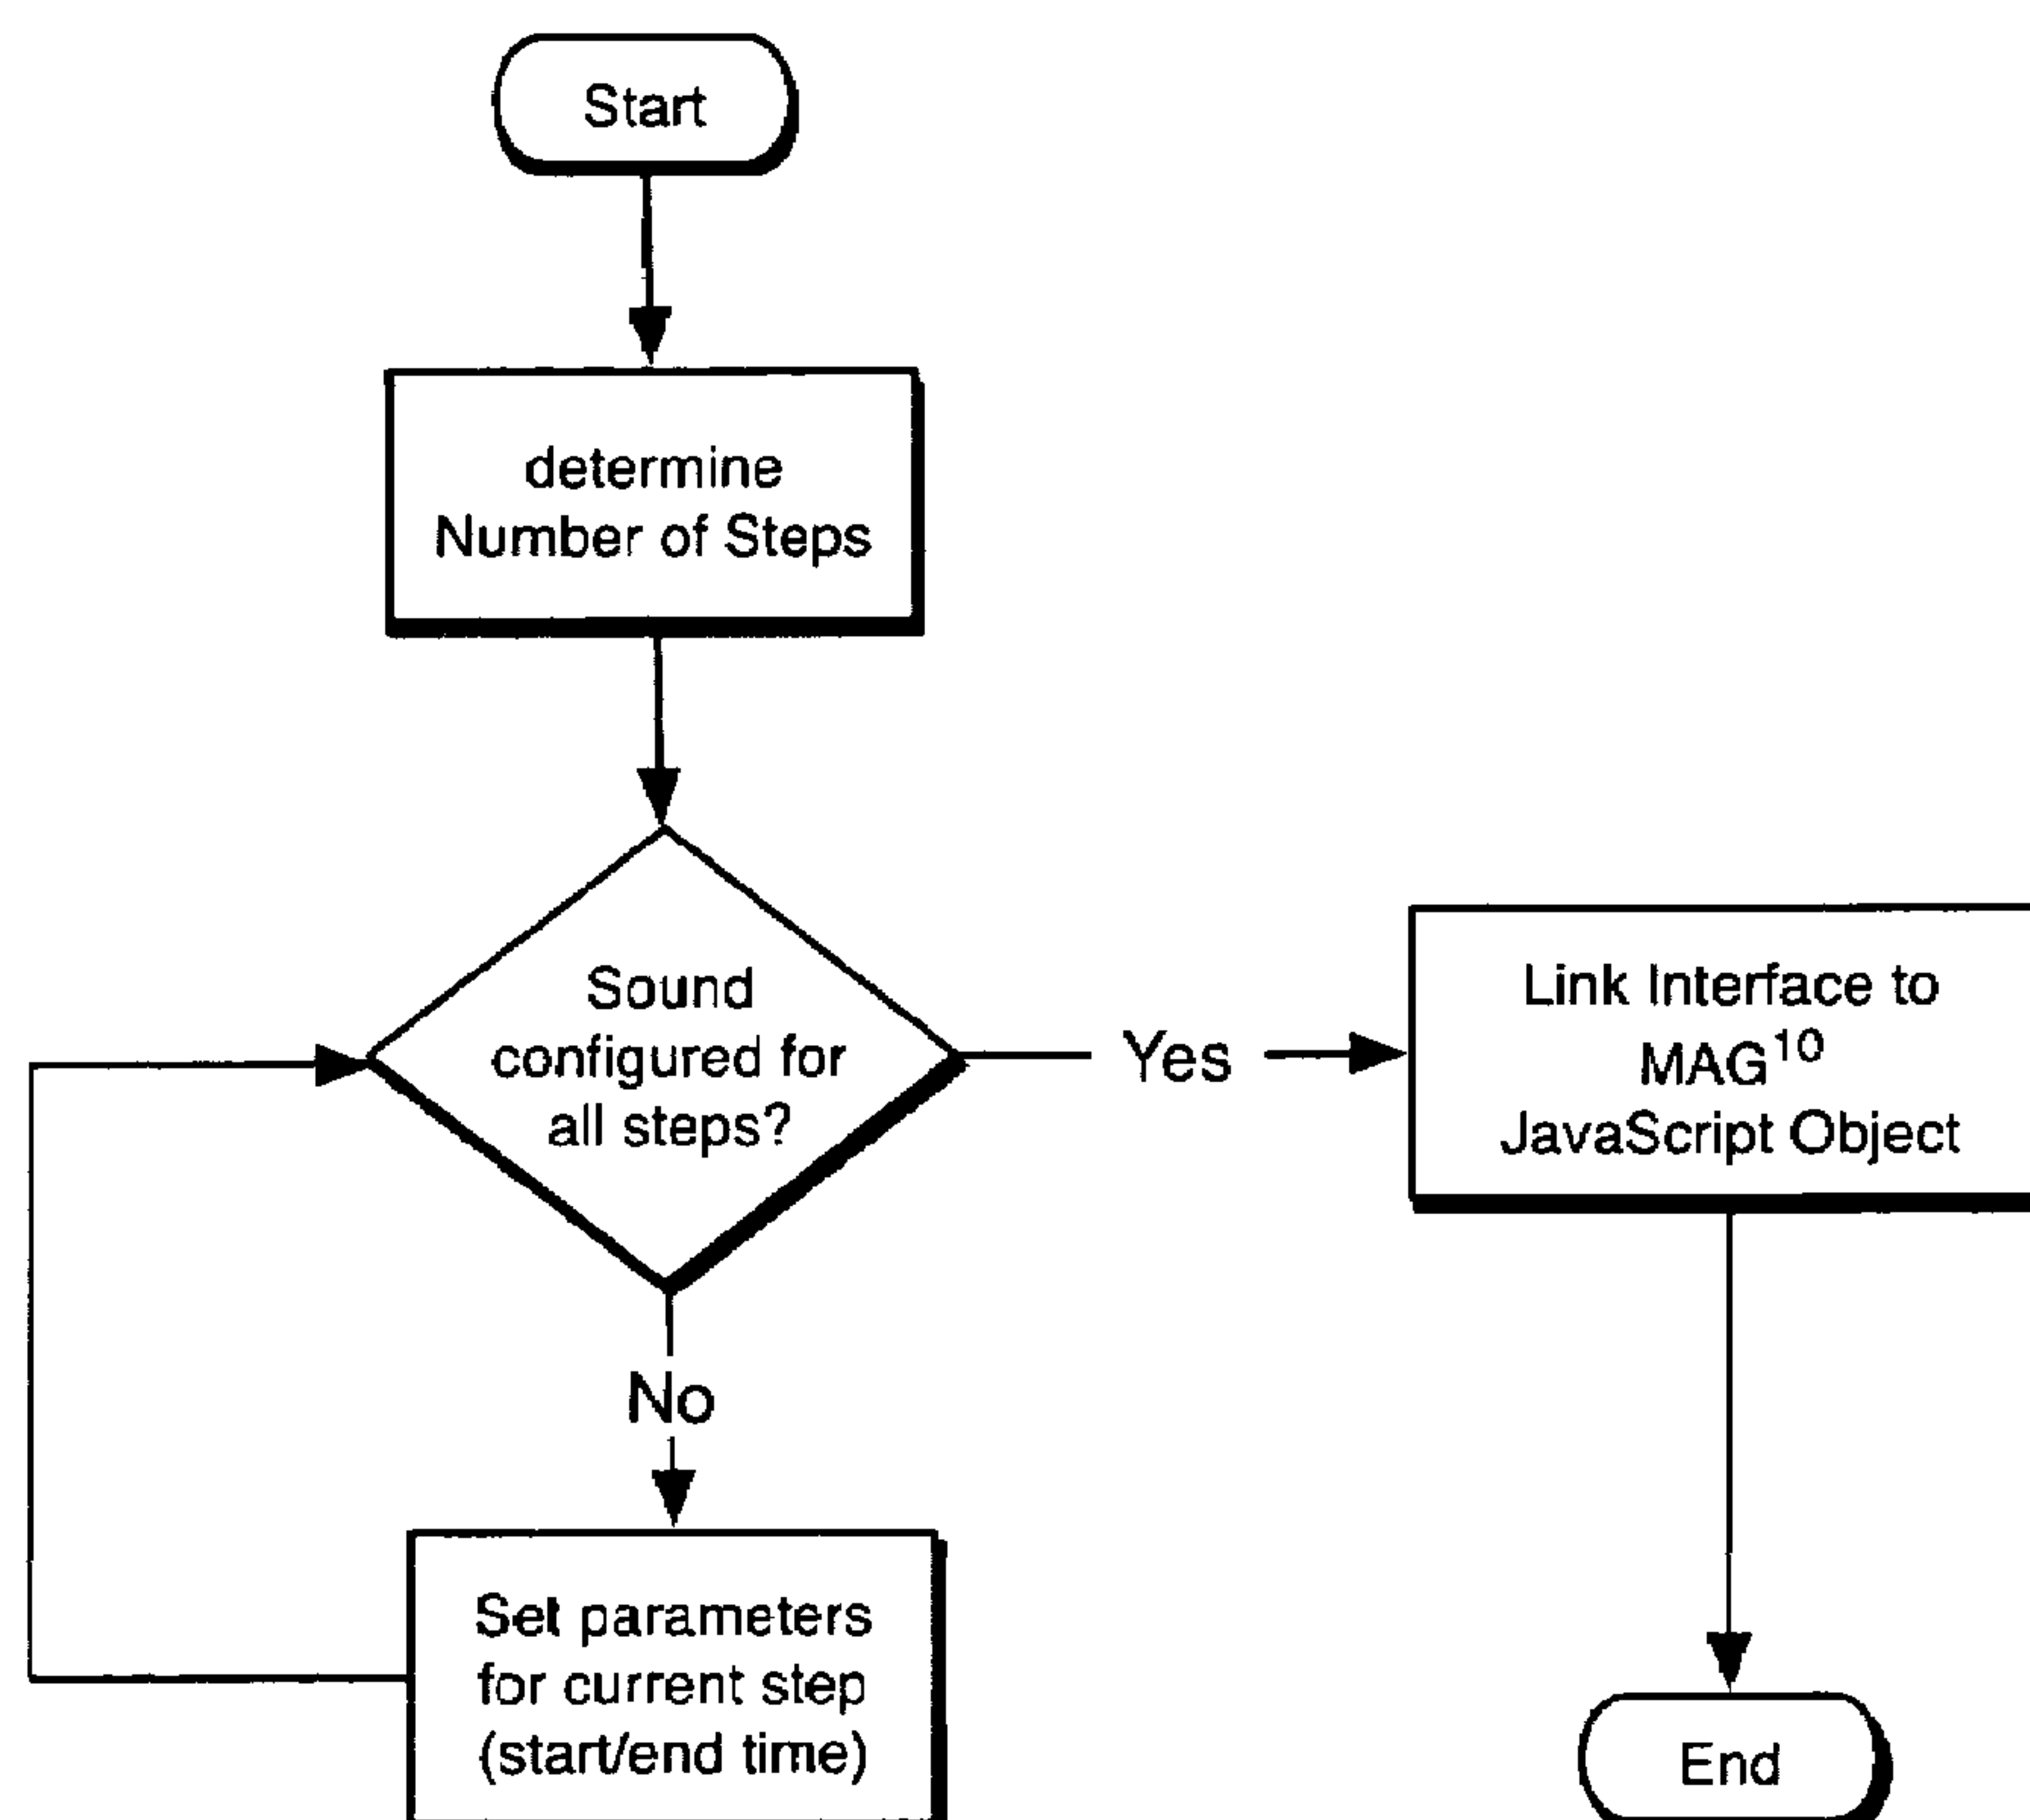 Start
determine
Number of Steps
Sound
configured for
all steps?
Yes
Link Interface to
MAG¹⁰
JavaScript Object
No
Set parameters
for current step
(start/end time)
End